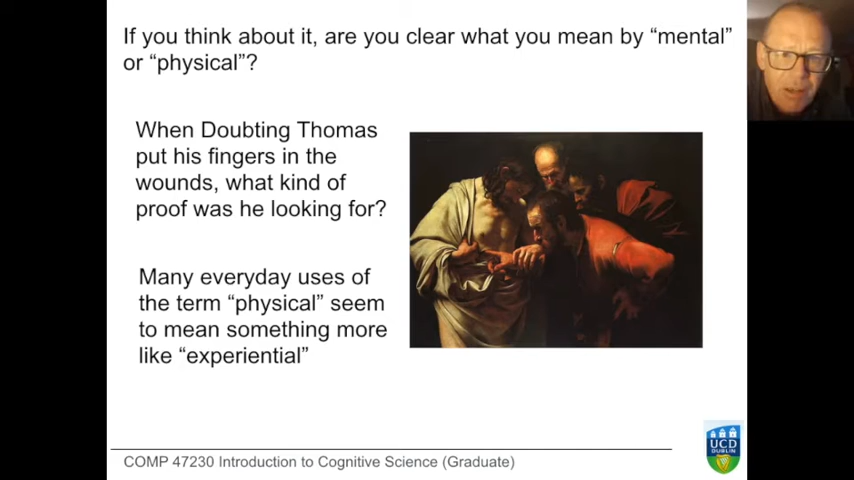 If you think about it, are you clear what you mean by “mental”
or “physical”?
When Doubting Thomas
put his fingers in the
wounds, what kind of
proof was he looking for?
Many everyday uses of
the term “physical” seem
to mean something more
like “experiential”
COMP 47230 Introduction to Cognitive Science (Graduate)
UCD
DUBLIN